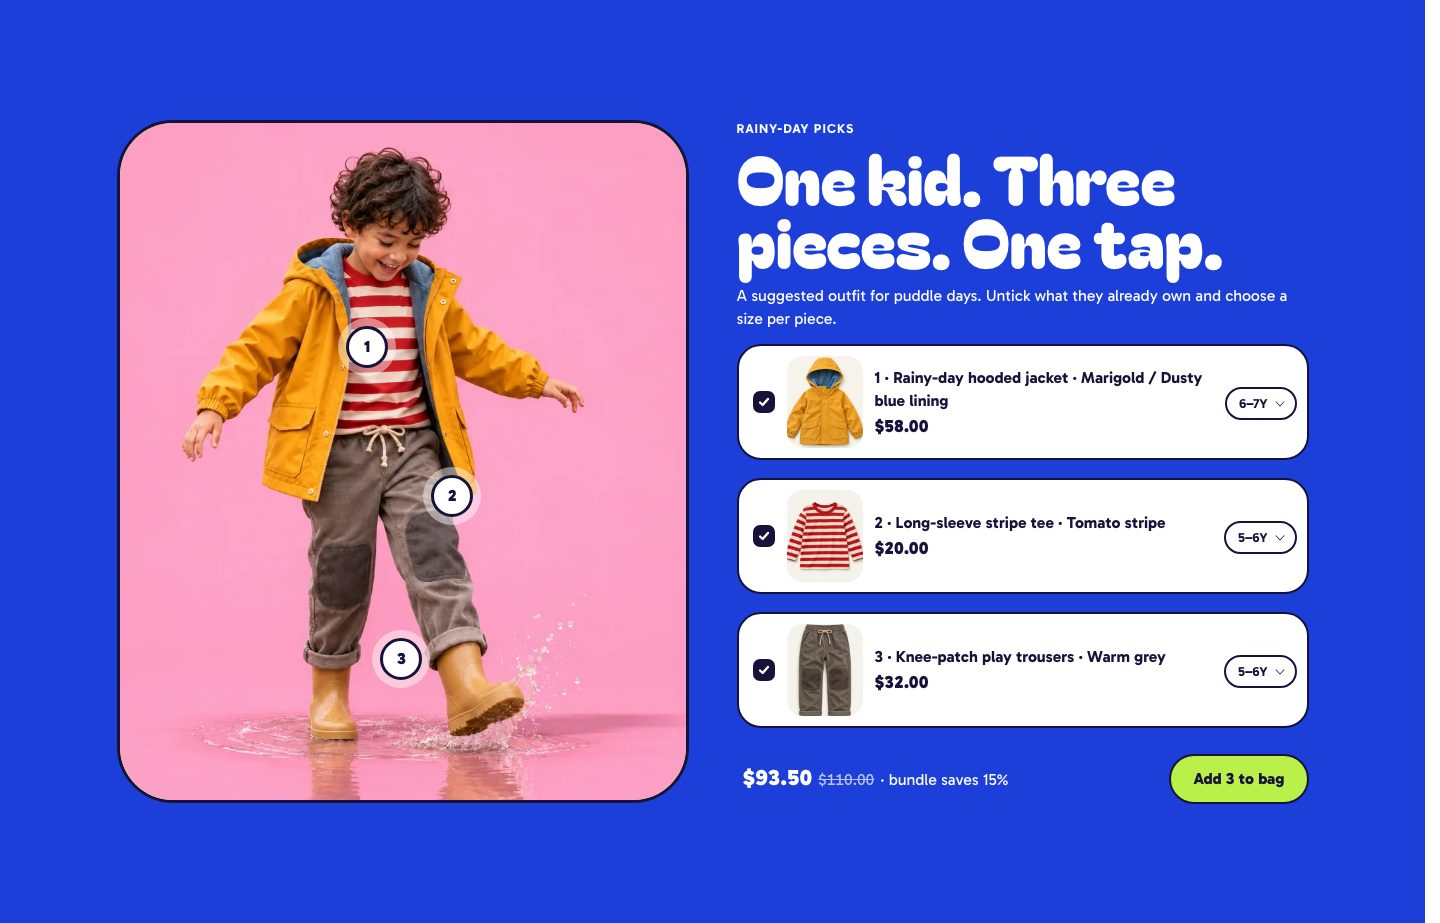 RAINY-DAY PICKS
One kid. Three
pieces. One tap.
A suggested outfit for puddle days. Untick what they already own and choose a
size per piece.
1
2
3
1 · Rainy-day hooded jacket · Marigold / Dusty
blue lining
$58.00
6–7Y
2 · Long-sleeve stripe tee · Tomato stripe
$20.00
5–6Y
3 · Knee-patch play trousers · Warm grey
$32.00
5–6Y
$93.50 $110.00 · bundle saves 15%
Add 3 to bag